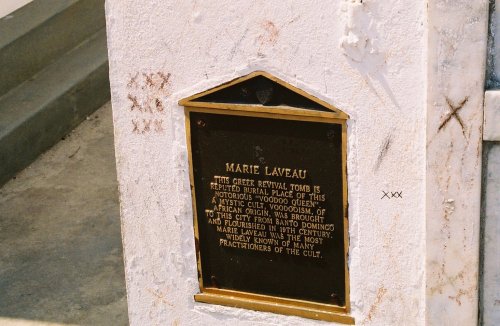 XXX
XXX
XXX
MARIE LAVEAU
THIS GREEK REVIVAL TOMB IS
REPUTED BURIAL PLACE OF THIS
NOTORIOUS "VOODOO QUEEN".
A MYSTIC CULT, VOODOOISM, OF
AFRICAN ORIGIN, WAS BROUGHT
TO THIS CITY FROM SANTO DOMINGO
AND FLOURISHED IN 19TH CENTURY.
MARIE LAVEAU WAS THE MOST
WIDELY KNOWN OF MANY
PRACTITIONERS OF THE CULT.
X
XXX